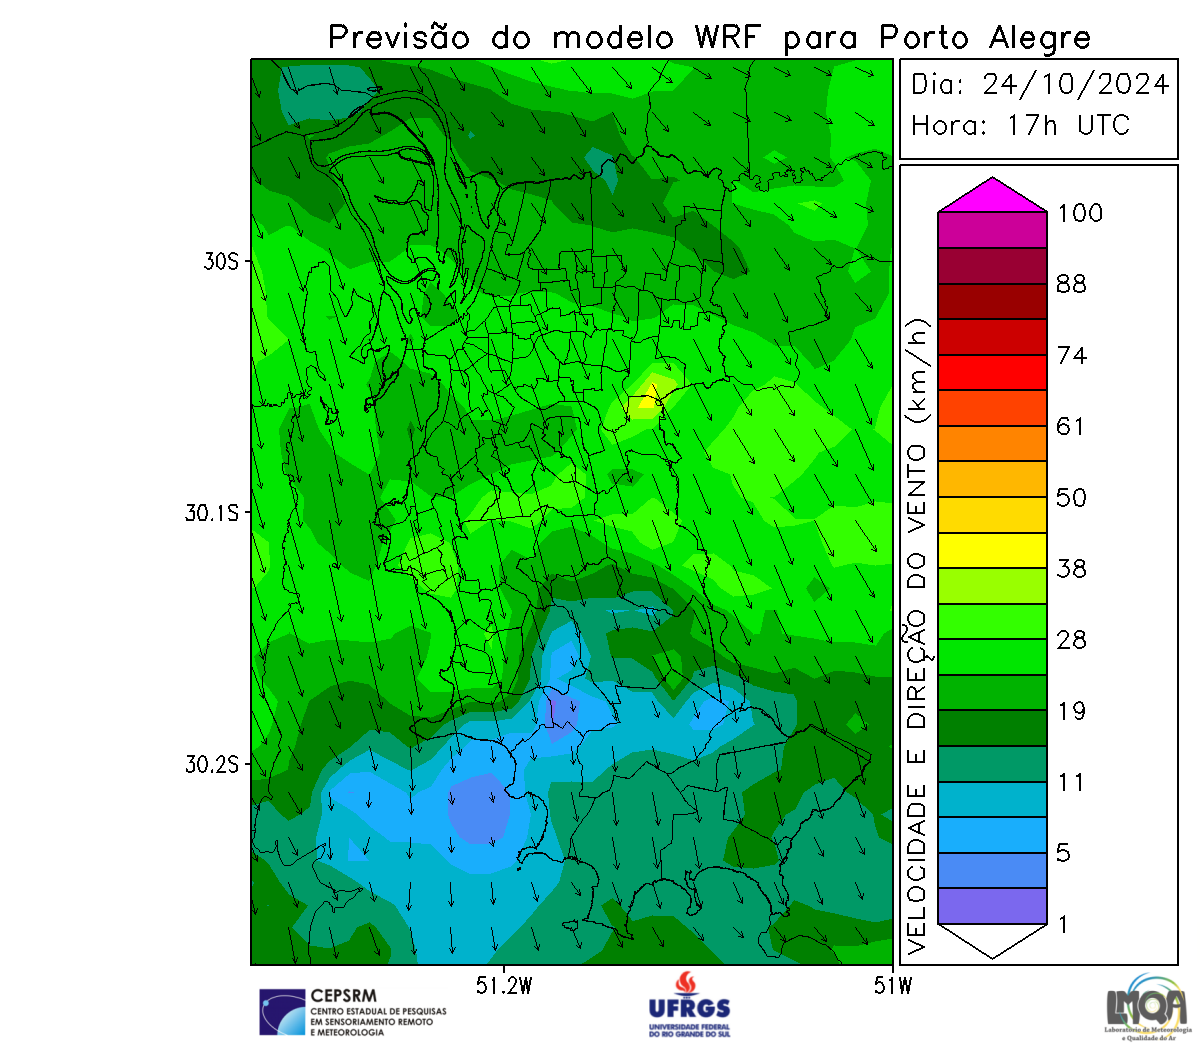 Previsão do modelo WRF para Porto Alegre
Dia: 24/10/2024
Hora: 17h UTC
100
88
74
61
50
38
28
19
11
5
1
VELOCIDADE E DIREÇÃO DO VENTO (km/h)
30S
30.1S
30.2S
51.2W
51W
CEPSRM
CENTRO ESTADUAL DE PESQUISAS
EM SENSORIAMENTO REMOTO
E METEOROLOGIA
UFRGS
UNIVERSIDADE FEDERAL
DO RIO GRANDE DO SUL
LMQA
Laboratório de Meteorologia
e Qualidade do Ar